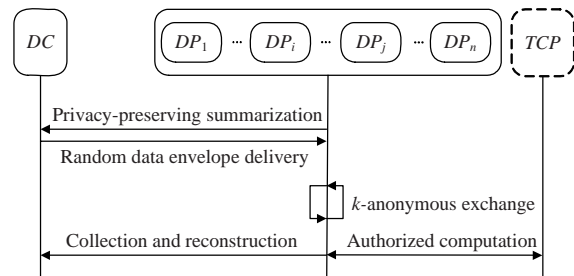 DC
DP1 ... DPi ... DPj ... DPn
TCP
Privacy-preserving summarization
Random data envelope delivery
k-anonymous exchange
Collection and reconstruction
Authorized computation